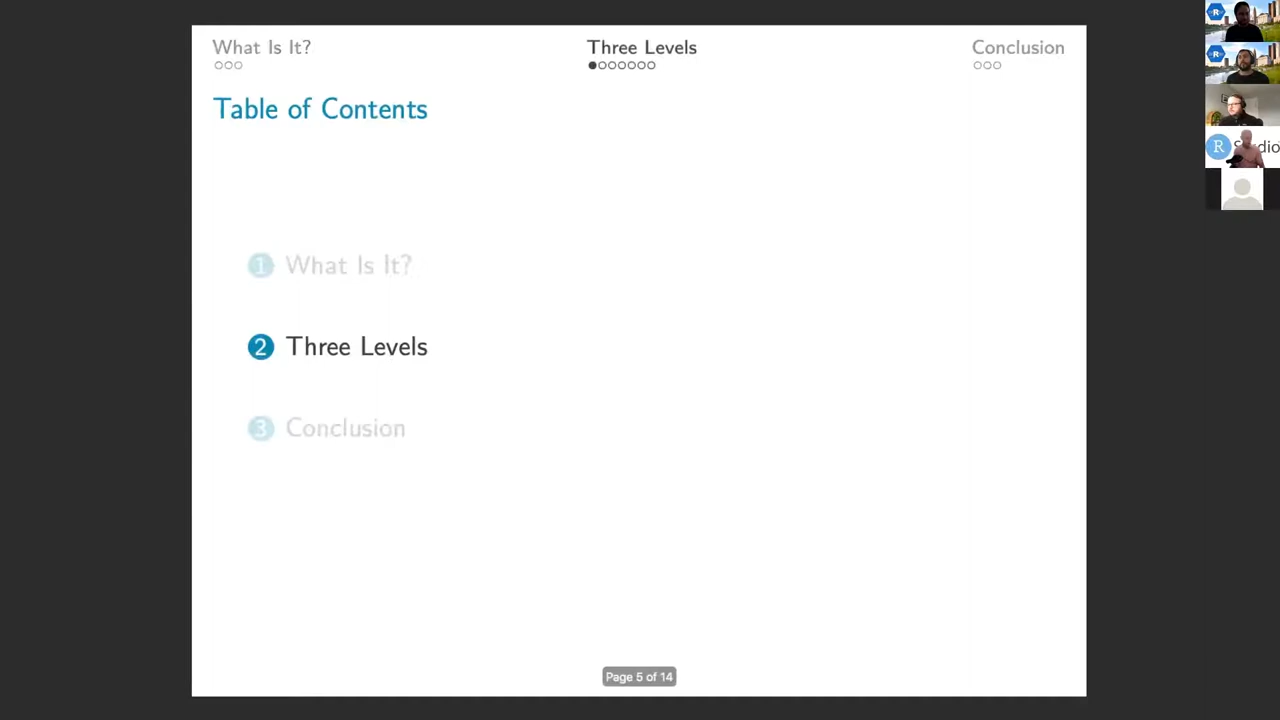 What Is It?
Three Levels
Conclusion
Table of Contents
1 What Is It?
2 Three Levels
3 Conclusion
Page 5 of 14
R
R
R Studio